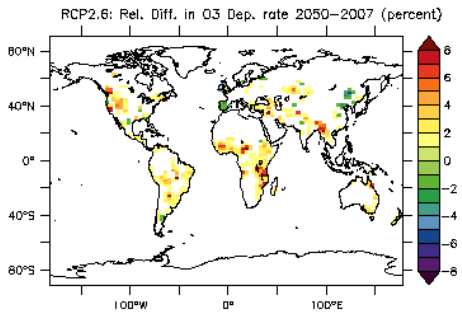 RCP2.6: Rel. Diff. in O3 Dep. rate 2050-2007 (percent)
80°N
40°N
0°
40°S
80°S
100°W 0° 100°E
8
6
4
2
0
-2
-4
-6
-8